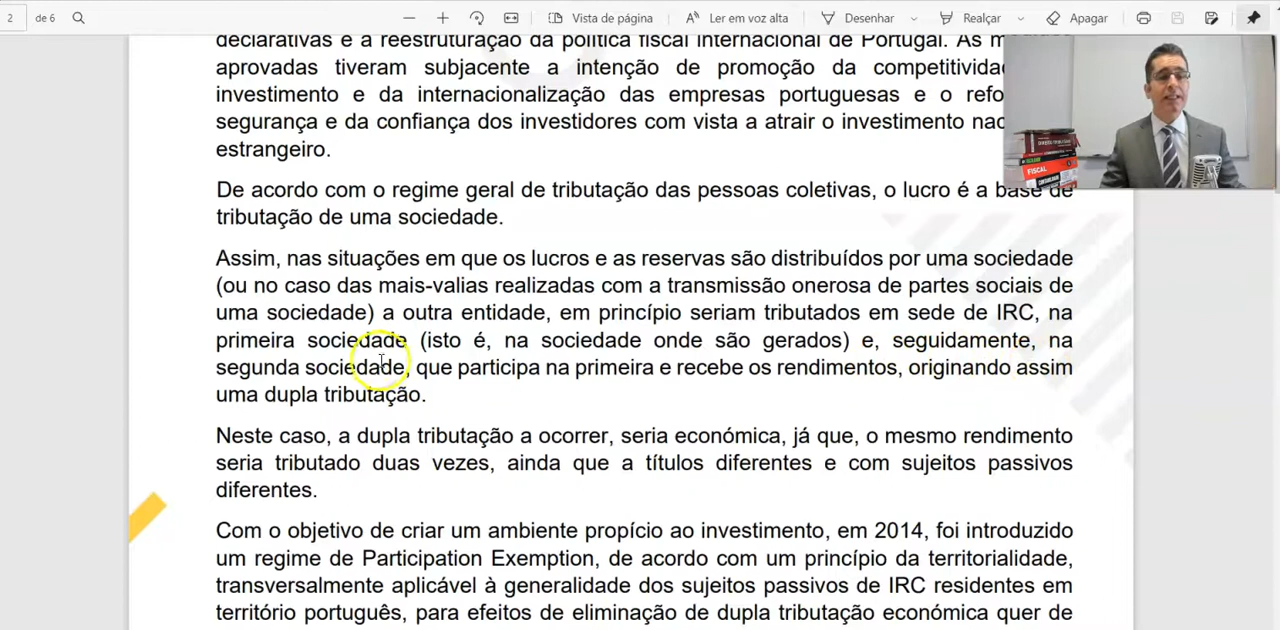 2 de 6 Vista de página Ler em voz alta Desenhar Realçar Apagar
declarativas e a reestruturação da política fiscal internacional de Portugal. As
aprovadas tiveram subjacente a intenção de promoção da
investimento e da internacionalização das empresas portuguesas e o
segurança e da confiança dos investidores com vista a atrair o investimento
estrangeiro.
De acordo com o regime geral de tributação das pessoas coletivas, o lucro é a base de
tributação de uma sociedade.
Assim, nas situações em que os lucros e as reservas são distribuídos por uma sociedade
(ou no caso das mais-valias realizadas com a transmissão onerosa de partes sociais de
uma sociedade) a outra entidade, em princípio seriam tributados em sede de IRC, na
primeira sociedade (isto é, na sociedade onde são gerados) e, seguidamente, na
segunda sociedade, que participa na primeira e recebe os rendimentos, originando assim
uma dupla tributação.
Neste caso, a dupla tributação a ocorrer, seria económica, já que, o mesmo rendimento
seria tributado duas vezes, ainda que a títulos diferentes e com sujeitos passivos
diferentes.
Com o objetivo de criar um ambiente propício ao investimento, em 2014, foi introduzido
um regime de Participation Exemption, de acordo com um princípio da territorialidade,
transversalmente aplicável à generalidade dos sujeitos passivos de IRC residentes em
território português, para efeitos de eliminação de dupla tributação económica quer de
FISCAL